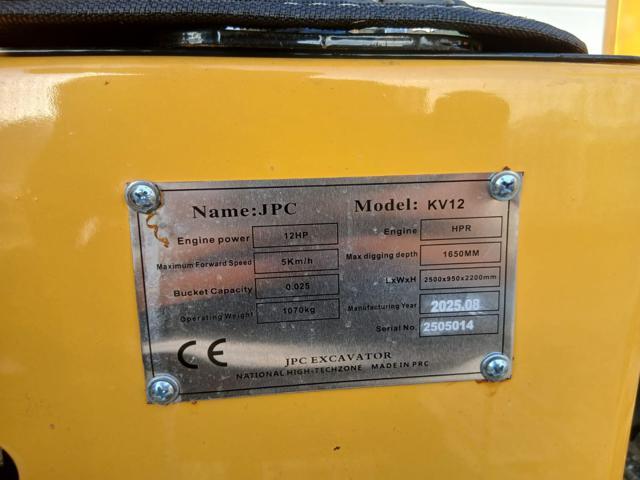 Name:JPC Model: KV12
Engine power 12HP Engine HPR
Maximum Forward Speed 5Km/h Max digging depth 1650MM
Bucket Capacity 0.025 LxWxH 2500x950x2200mm
Operating Weight 1070kg Manufacturing Year 2025.08
Serial No. 2505014
CE
JPC EXCAVATOR
NATIONAL HIGH-TECHZONE MADE IN PRC